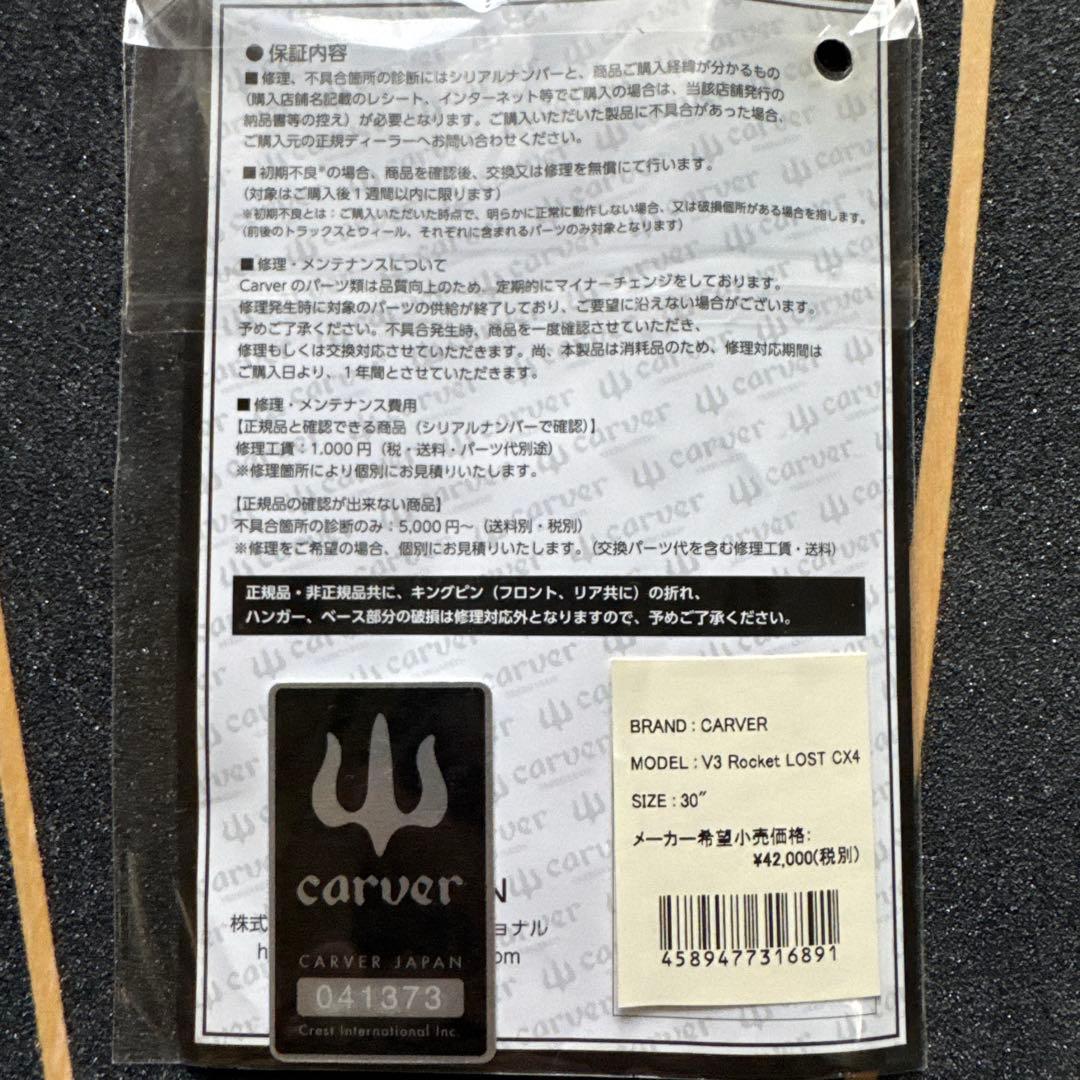 ● 保証内容
■修理、不具合箇所の診断にはシリアルナンバーと、商品ご購入経緯が分かるもの
（購入店舗名記載のレシート、インターネット等でご購入の場合は、当該店舗発行の
納品書等の控え）が必要となります。ご購入いただいた製品に不具合があった場合、
ご購入元の正規ディーラーへお問い合わせください。
■初期不良※の場合、商品を確認後、交換又は修理を無償にて行います。
（対象はご購入後1週間以内に限ります）
※初期不良とは：ご購入いただいた時点で、明らかに正常に動作しない場合、又は破損個所がある場合を指します。
（前後のトラックスとウィール、それぞれに含まれるパーツのみ対象となります）
■修理・メンテナンスについて
Carver のパーツ類は品質向上のため、定期的にマイナーチェンジをしております。
修理発生時に対象のパーツの供給が終了しており、ご要望に沿えない場合がございます。
予めご了承ください。不具合発生時、商品を一度確認させていただき、
修理もしくは交換対応させていただきます。尚、本製品は消耗品のため、修理対応期間は
ご購入日より、1年間とさせていただきます。
■修理・メンテナンス費用
【正規品と確認できる商品（シリアルナンバーで確認）】
修理工賃：1,000円（税・送料・パーツ代別途）
※修理箇所により個別にお見積りいたします。
【正規品の確認が出来ない商品】
不具合箇所の診断のみ：5,000円〜（送料別・税別）
※修理をご希望の場合、個別にお見積りいたします。（交換パーツ代を含む修理工賃・送料）
正規品・非正規品共に、キングピン（フロント、リア共に）の折れ、
ハンガー、ベース部分の破損は修理対応外となりますので、予めご了承ください。
carver
CARVER JAPAN
041373
Crest International Inc.
N
株式 ョナル
h om
BRAND : CARVER
MODEL : V3 Rocket LOST CX4
SIZE : 30″
メーカー希望小売価格:
¥42,000(税別)
4589477316891